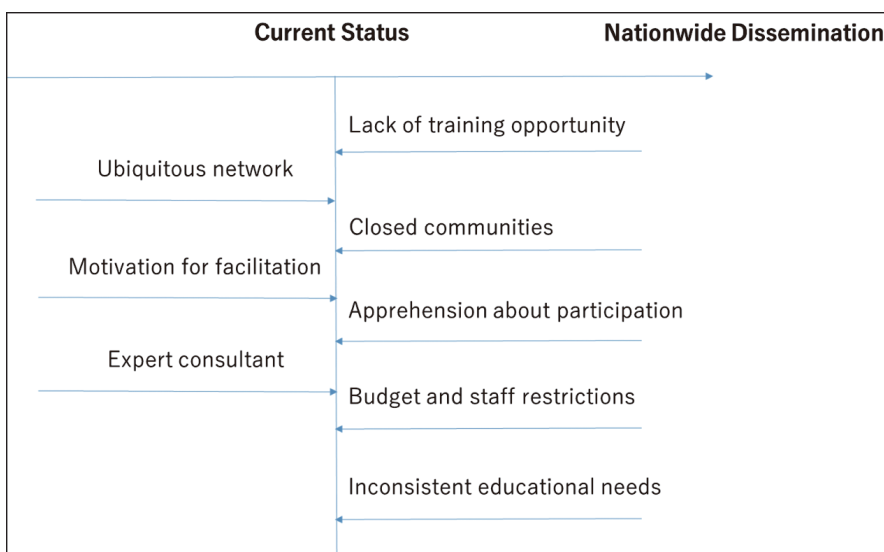 Current Status
Nationwide Dissemination
Lack of training opportunity
Ubiquitous network
Closed communities
Motivation for facilitation
Apprehension about participation
Expert consultant
Budget and staff restrictions
Inconsistent educational needs